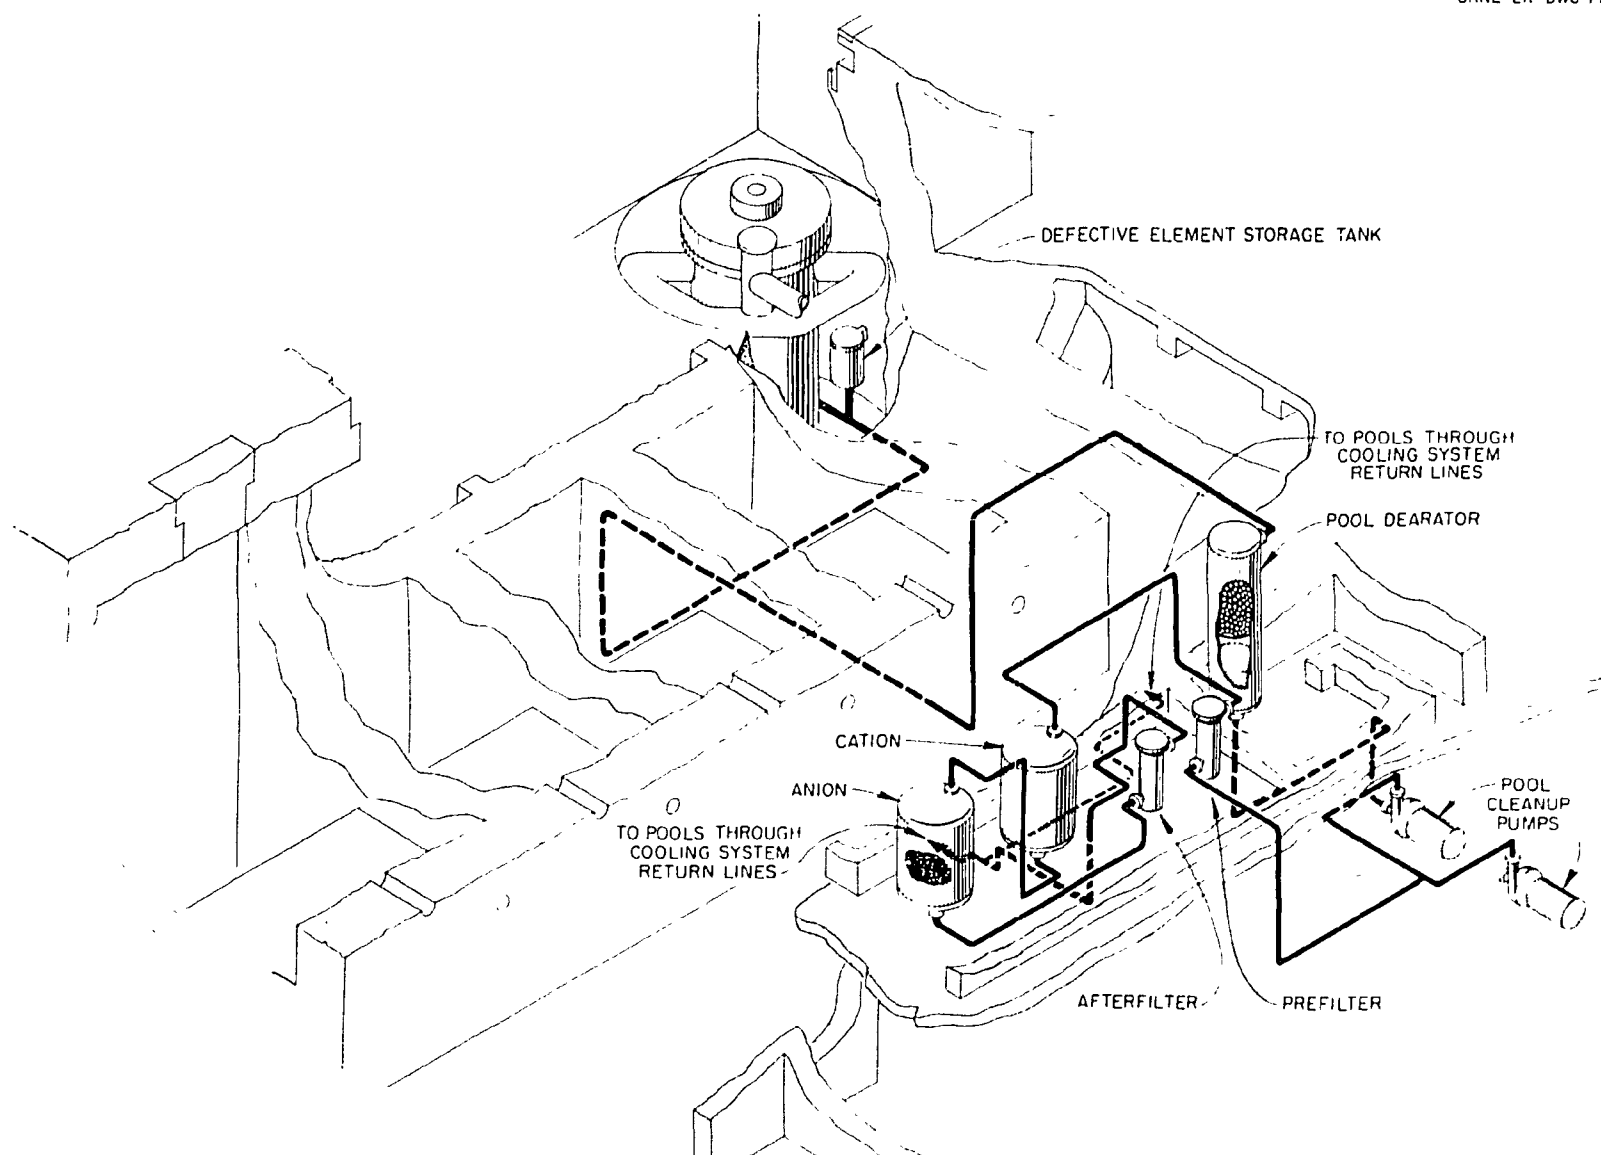 DEFECTIVE ELEMENT STORAGE TANK
TO POOLS THROUGH
COOLING SYSTEM
RETURN LINES
POOL DEARATOR
CATION
ANION
POOL
CLEANUP
PUMPS
TO POOLS THROUGH
COOLING SYSTEM
RETURN LINES
AFTERFILTER
PREFILTER